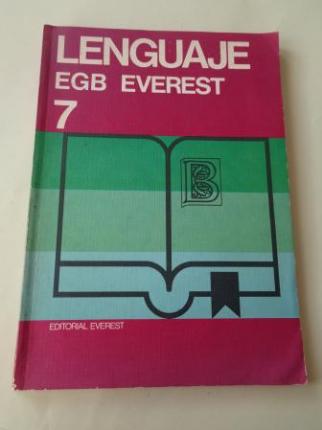 LENGUAJE
EGB EVEREST
7
B
EDITORIAL EVEREST